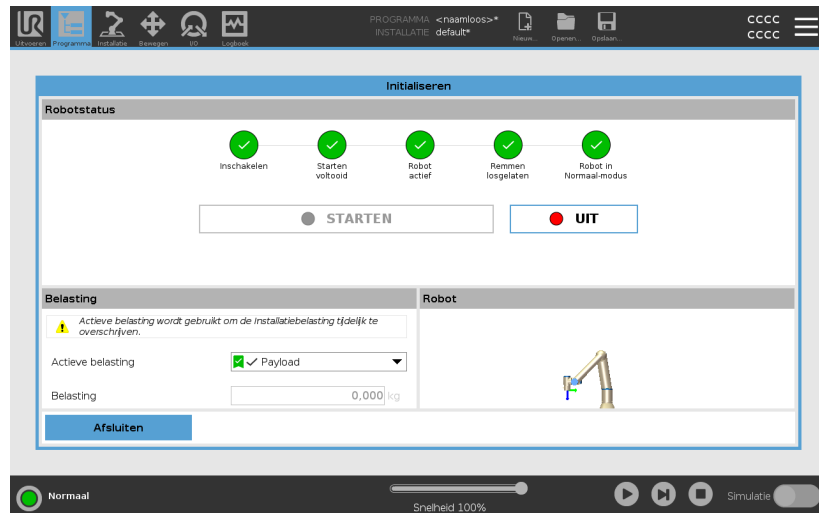 PROGRAMMA <naamloos>*
INSTALLATIE default*
cccc
cccc
Uitvoeren Programma Installatie Bewegen I/O Logboek Nieuw... Openen... Opslaan...
Initialiseren
Robotstatus
Inschakelen
Starten
voltooid
Robot
actief
Remmen
losgelaten
Robot in
Normaal-modus
STARTEN
UIT
Belasting
Robot
Actieve belasting wordt gebruikt om de Installatiebelasting tijdelijk te
overschrijven.
Actieve belasting
Payload
Belasting
0,000 kg
Afsluiten
Normaal
Snelheid 100%
Simulatie